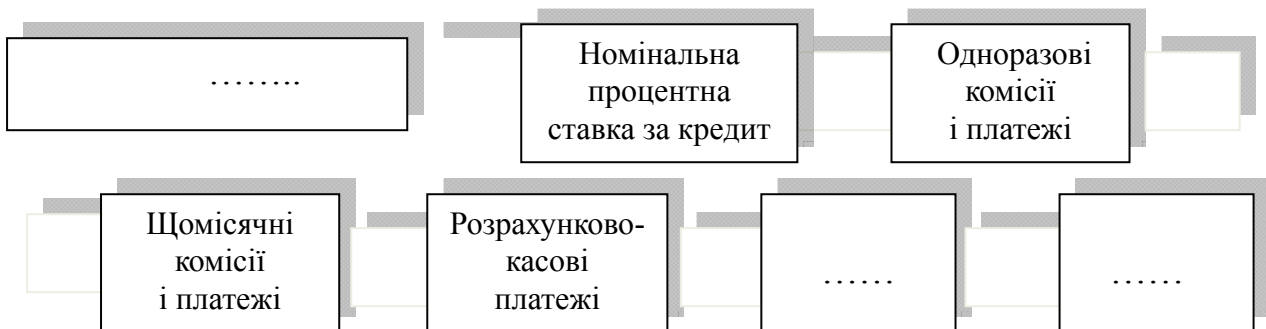 ……..
Номінальна
процентна
ставка за кредит
Одноразові
комісії
і платежі
Щомісячні
комісії
і платежі
Розрахунково-
касові
платежі
……
……